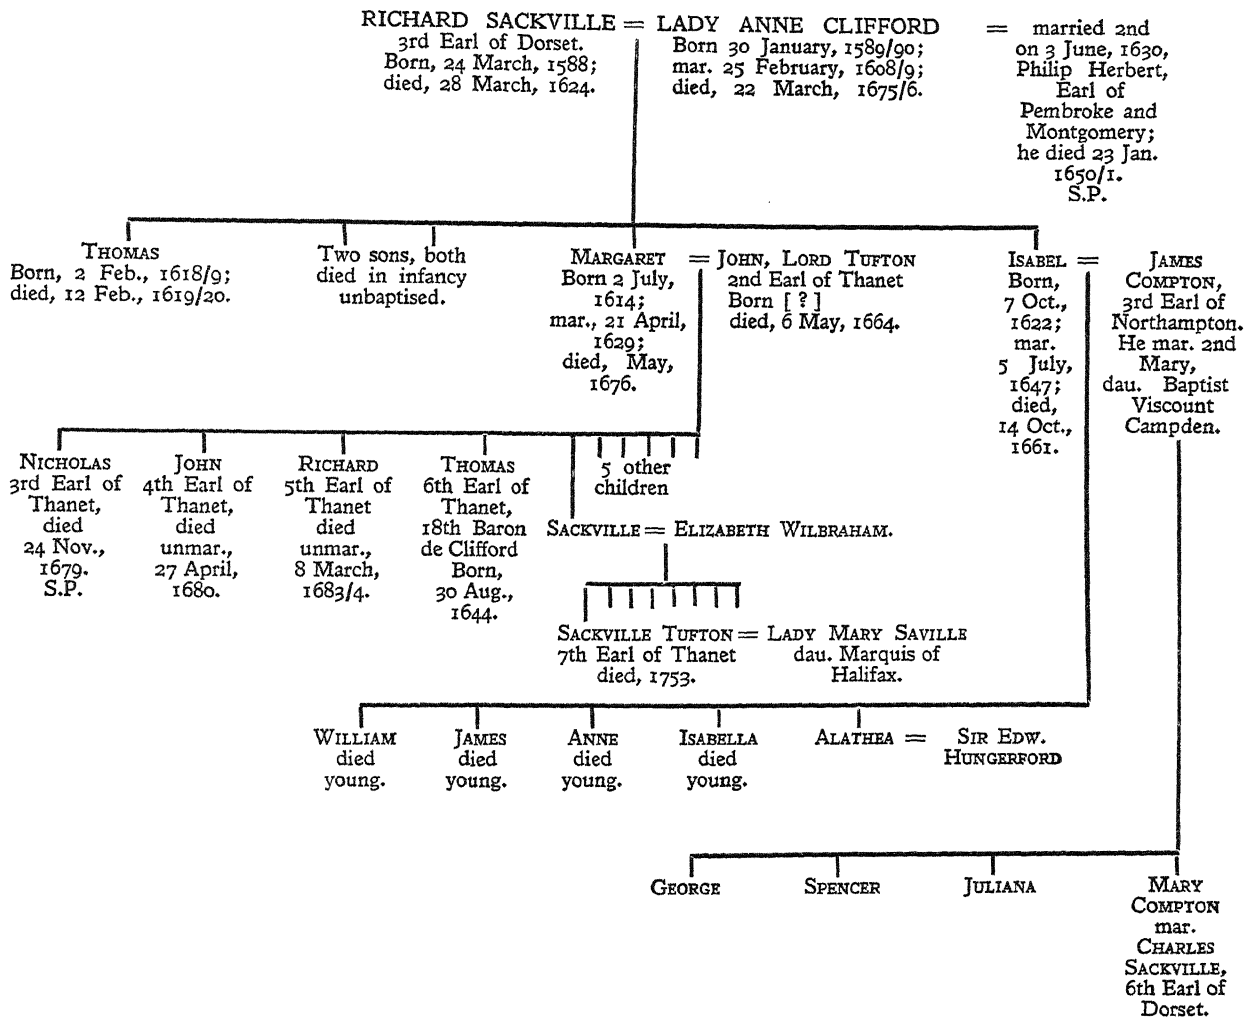 RICHARD SACKVILLE = LADY ANNE CLIFFORD =
3rd Earl of Dorset.
Born, 24 March, 1588;
died, 28 March, 1624.
Born 30 January, 1589/90;
mar. 25 February, 1608/9;
died, 22 March, 1675/6.
married 2nd
on 3 June, 1630,
Philip Herbert,
Earl of
Pembroke and
Montgomery;
he died 23 Jan.
1650/1.
S.P.
THOMAS
Born, 2 Feb., 1618/9;
died, 12 Feb., 1619/20.
Two sons, both
died in infancy
unbaptised.
MARGARET =
Born 2 July,
1614;
mar., 21 April,
1629;
died, May,
1676.
JOHN, LORD TUFTON
2nd Earl of Thanet
Born [ ? ]
died, 6 May, 1664.
ISABEL =
Born,
7 Oct.,
1622;
mar.
5 July,
1647;
died,
14 Oct.,
1661.
JAMES
COMPTON,
3rd Earl of
Northampton.
He mar. 2nd
Mary,
dau. Baptist
Viscount
Campden.
NICHOLAS
3rd Earl of
Thanet,
died
24 Nov.,
1679.
S.P.
JOHN
4th Earl of
Thanet,
died
unmar.,
27 April,
1680.
RICHARD
5th Earl of
Thanet
died
unmar.,
8 March,
1683/4.
THOMAS
6th Earl of
Thanet,
18th Baron
de Clifford
Born,
30 Aug.,
1644.
5 other
children
SACKVILLE = ELIZABETH WILBRAHAM.
SACKVILLE TUFTON = LADY MARY SAVILLE
7th Earl of Thanet
died, 1753.
dau. Marquis of
Halifax.
WILLIAM
died
young.
JAMES
died
young.
ANNE
died
young.
ISABELLA
died
young.
ALATHEA =
SIR EDW.
HUNGERFORD
GEORGE
SPENCER
JULIANA
MARY
COMPTON
mar.
CHARLES
SACKVILLE,
6th Earl of
Dorset.